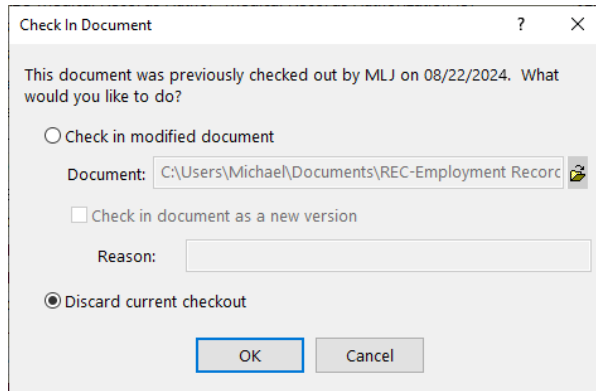 Check In Document
?
This document was previously checked out by MLJ on 08/22/2024. What
would you like to do?
Check in modified document
Document: C:\Users\Michael\Documents\REC-Employment Recorc
Check in document as a new version
Reason:
Discard current checkout
OK Cancel